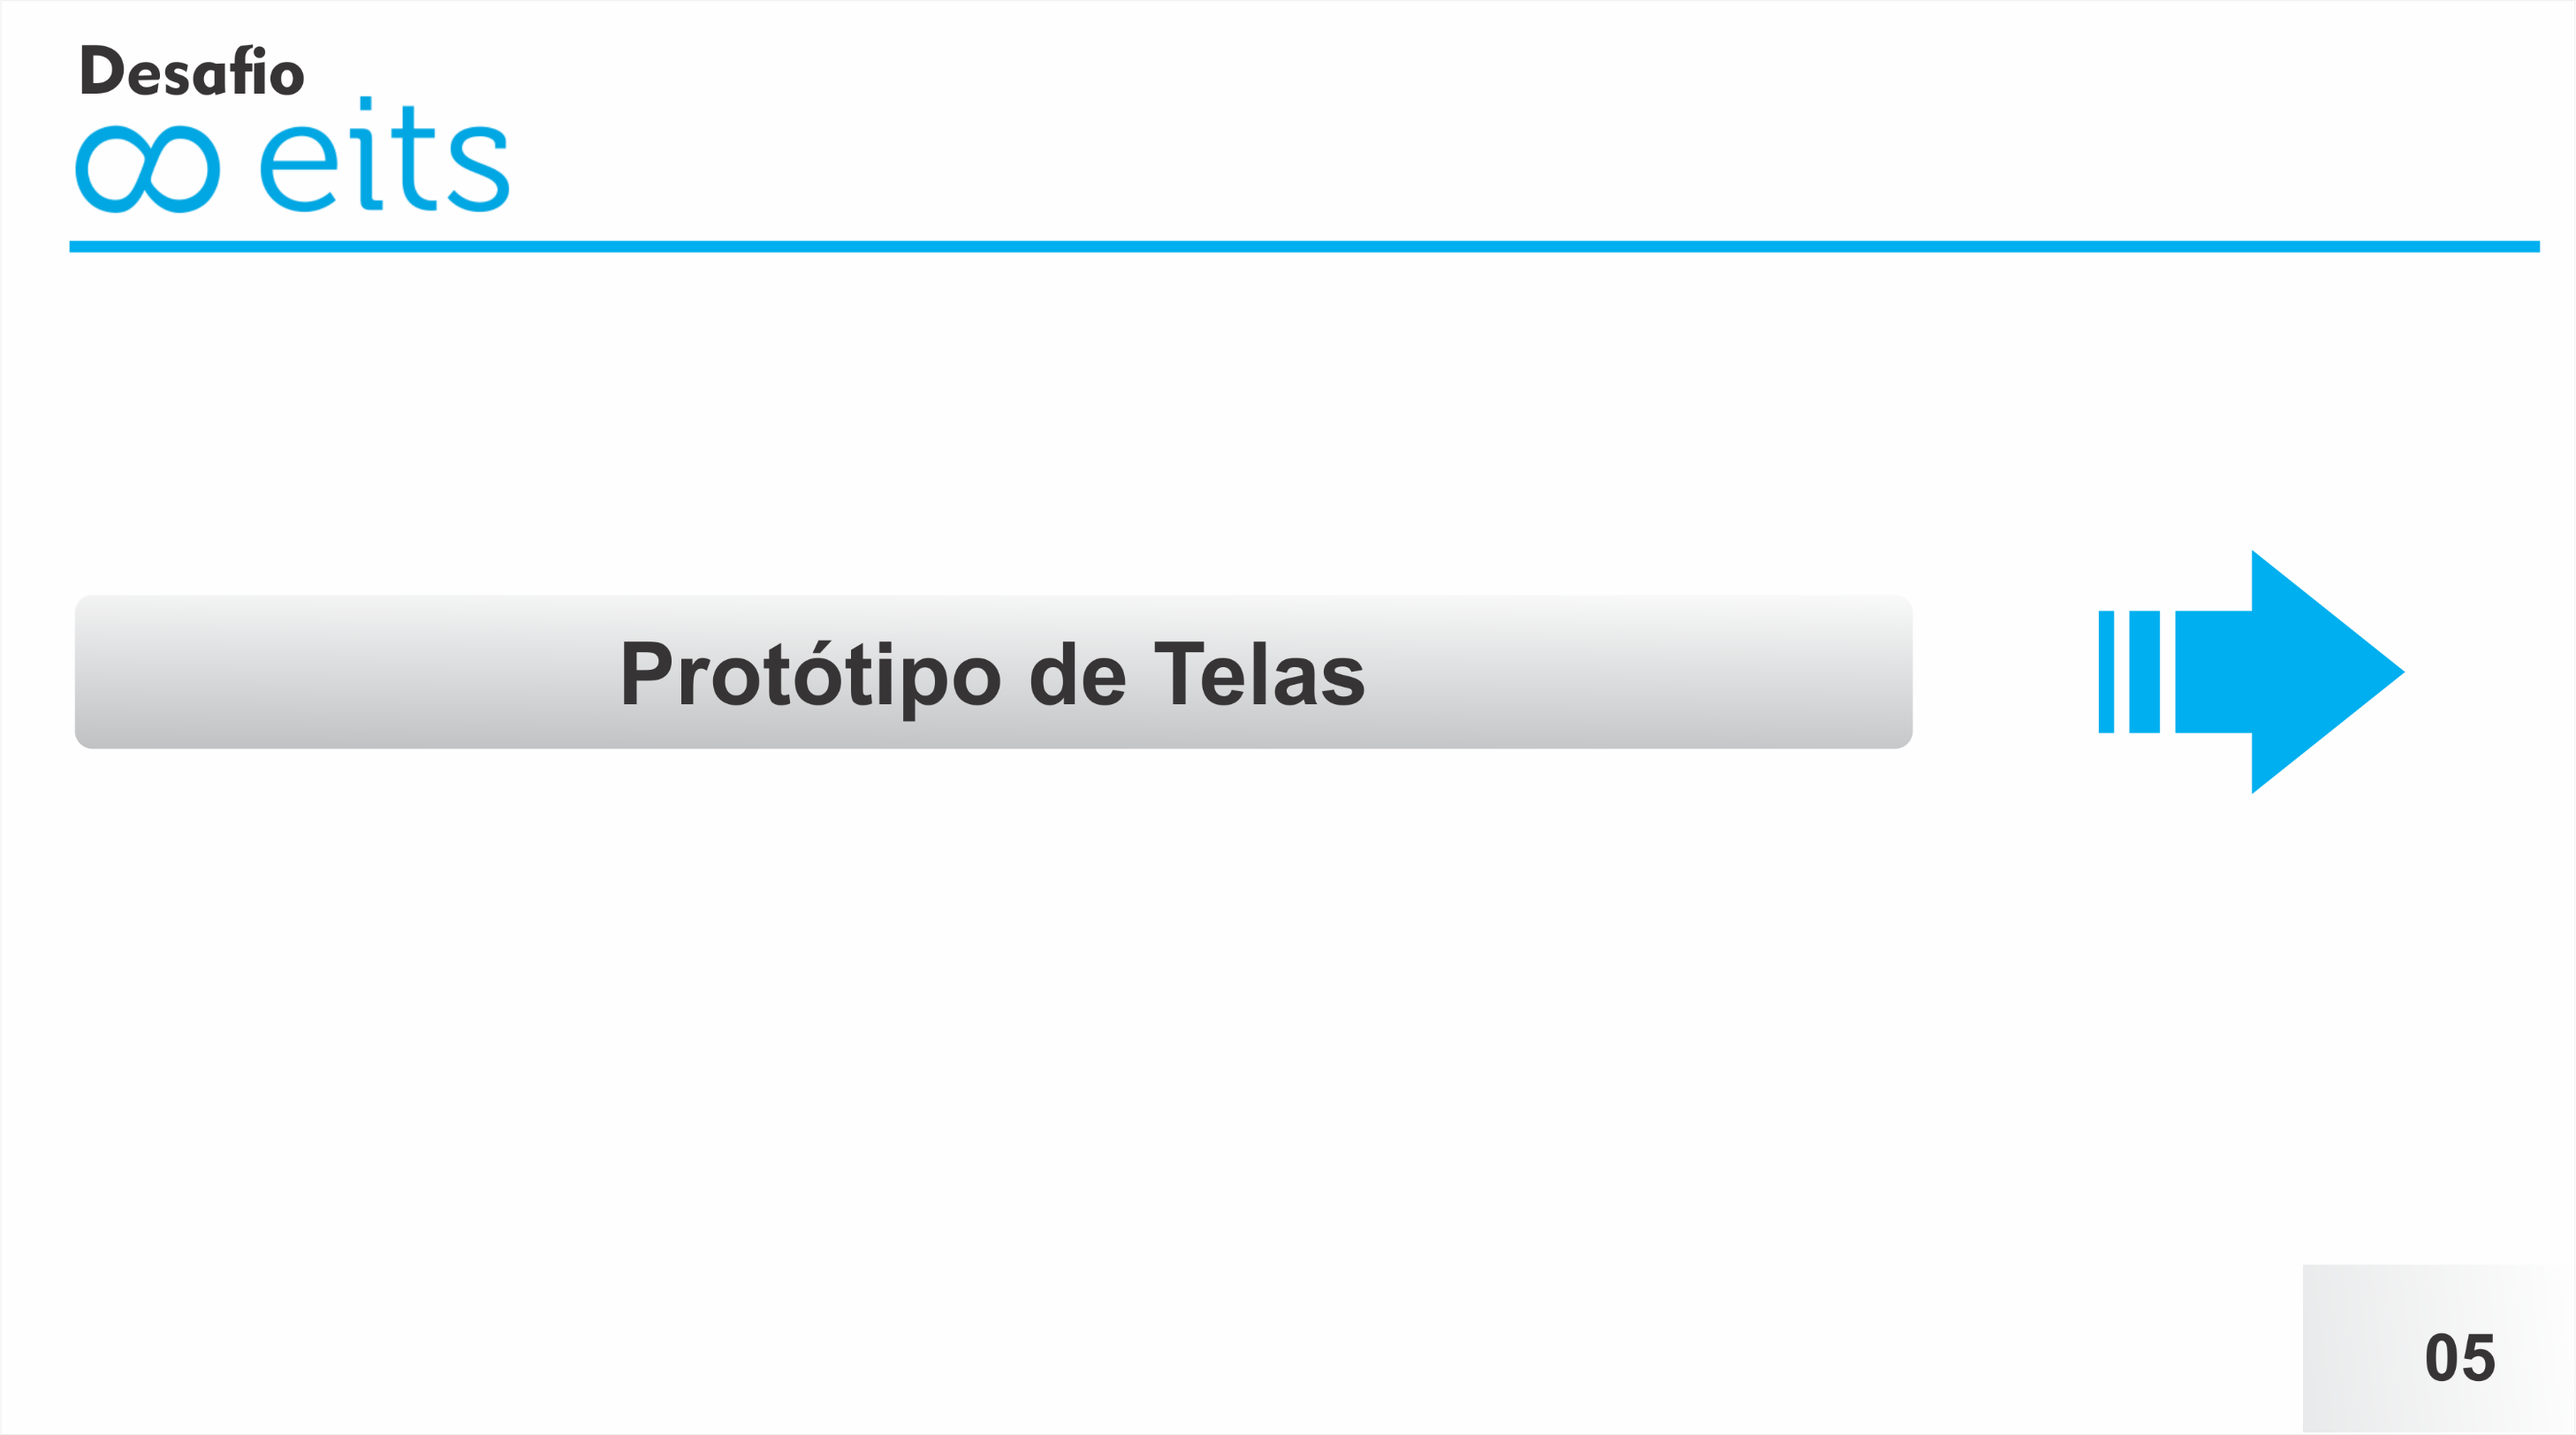 Desafio
eits
Protótipo de Telas
05